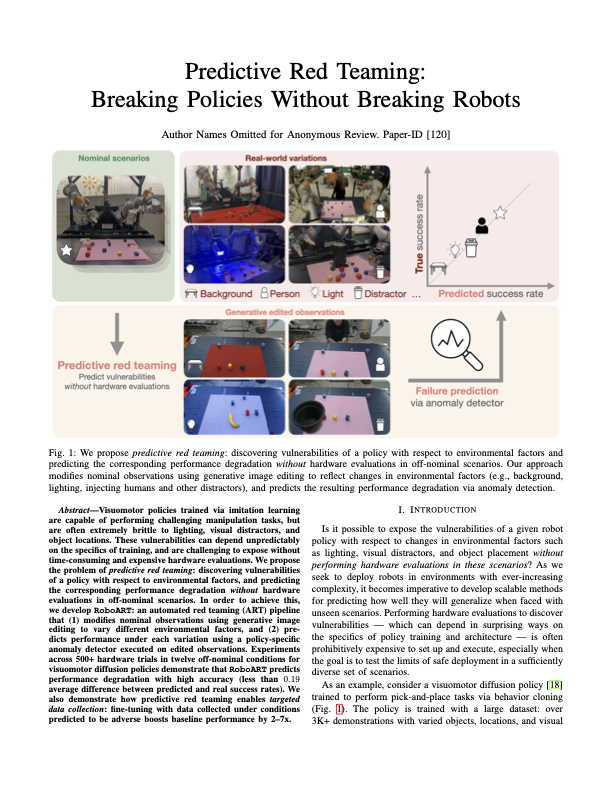 Predictive Red Teaming:
Breaking Policies Without Breaking Robots
Author Names Omitted for Anonymous Review. Paper-ID [120]
Nominal scenarios
Real-world variations
Background Person Light Distractor ...
True success rate
Predicted success rate
Generative edited observations
Predictive red teaming
Predict vulnerabilities
without hardware evaluations
Failure prediction
via anomaly detector
Fig. 1: We propose predictive red teaming: discovering vulnerabilities of a policy with respect to environmental factors and
predicting the corresponding performance degradation without hardware evaluations in off-nominal scenarios. Our approach
modifies nominal observations using generative image editing to reflect changes in environmental factors (e.g., background,
lighting, injecting humans and other distractors), and predicts the resulting performance degradation via anomaly detection.
Abstract—Visuomotor policies trained via imitation learning
are capable of performing challenging manipulation tasks, but
are often extremely brittle to lighting, visual distractors, and
object locations. These vulnerabilities can depend unpredictably
on the specifics of training, and are challenging to expose without
time-consuming and expensive hardware evaluations. We propose
the problem of predictive red teaming: discovering vulnerabilities
of a policy with respect to environmental factors, and predicting
the corresponding performance degradation without hardware
evaluations in off-nominal scenarios. In order to achieve this,
we develop RoboART: an automated red teaming (ART) pipeline
that (1) modifies nominal observations using generative image
editing to vary different environmental factors, and (2) pre-
dicts performance under each variation using a policy-specific
anomaly detector executed on edited observations. Experiments
across 500+ hardware trials in twelve off-nominal conditions for
visuomotor diffusion policies demonstrate that RoboART predicts
performance degradation with high accuracy (less than 0.19
average difference between predicted and real success rates). We
also demonstrate how predictive red teaming enables targeted
data collection: fine-tuning with data collected under conditions
predicted to be adverse boosts baseline performance by 2–7x.
I. INTRODUCTION
Is it possible to expose the vulnerabilities of a given robot
policy with respect to changes in environmental factors such
as lighting, visual distractors, and object placement without
performing hardware evaluations in these scenarios? As we
seek to deploy robots in environments with ever-increasing
complexity, it becomes imperative to develop scalable methods
for predicting how well they will generalize when faced with
unseen scenarios. Performing hardware evaluations to discover
vulnerabilities — which can depend in surprising ways on
the specifics of policy training and architecture — is often
prohibitively expensive to set up and execute, especially when
the goal is to test the limits of safe deployment in a sufficiently
diverse set of scenarios.
As an example, consider a visuomotor diffusion policy [18]
trained to perform pick-and-place tasks via behavior cloning
(Fig. 1). The policy is trained with a large dataset: over
3K+ demonstrations with varied objects, locations, and visual